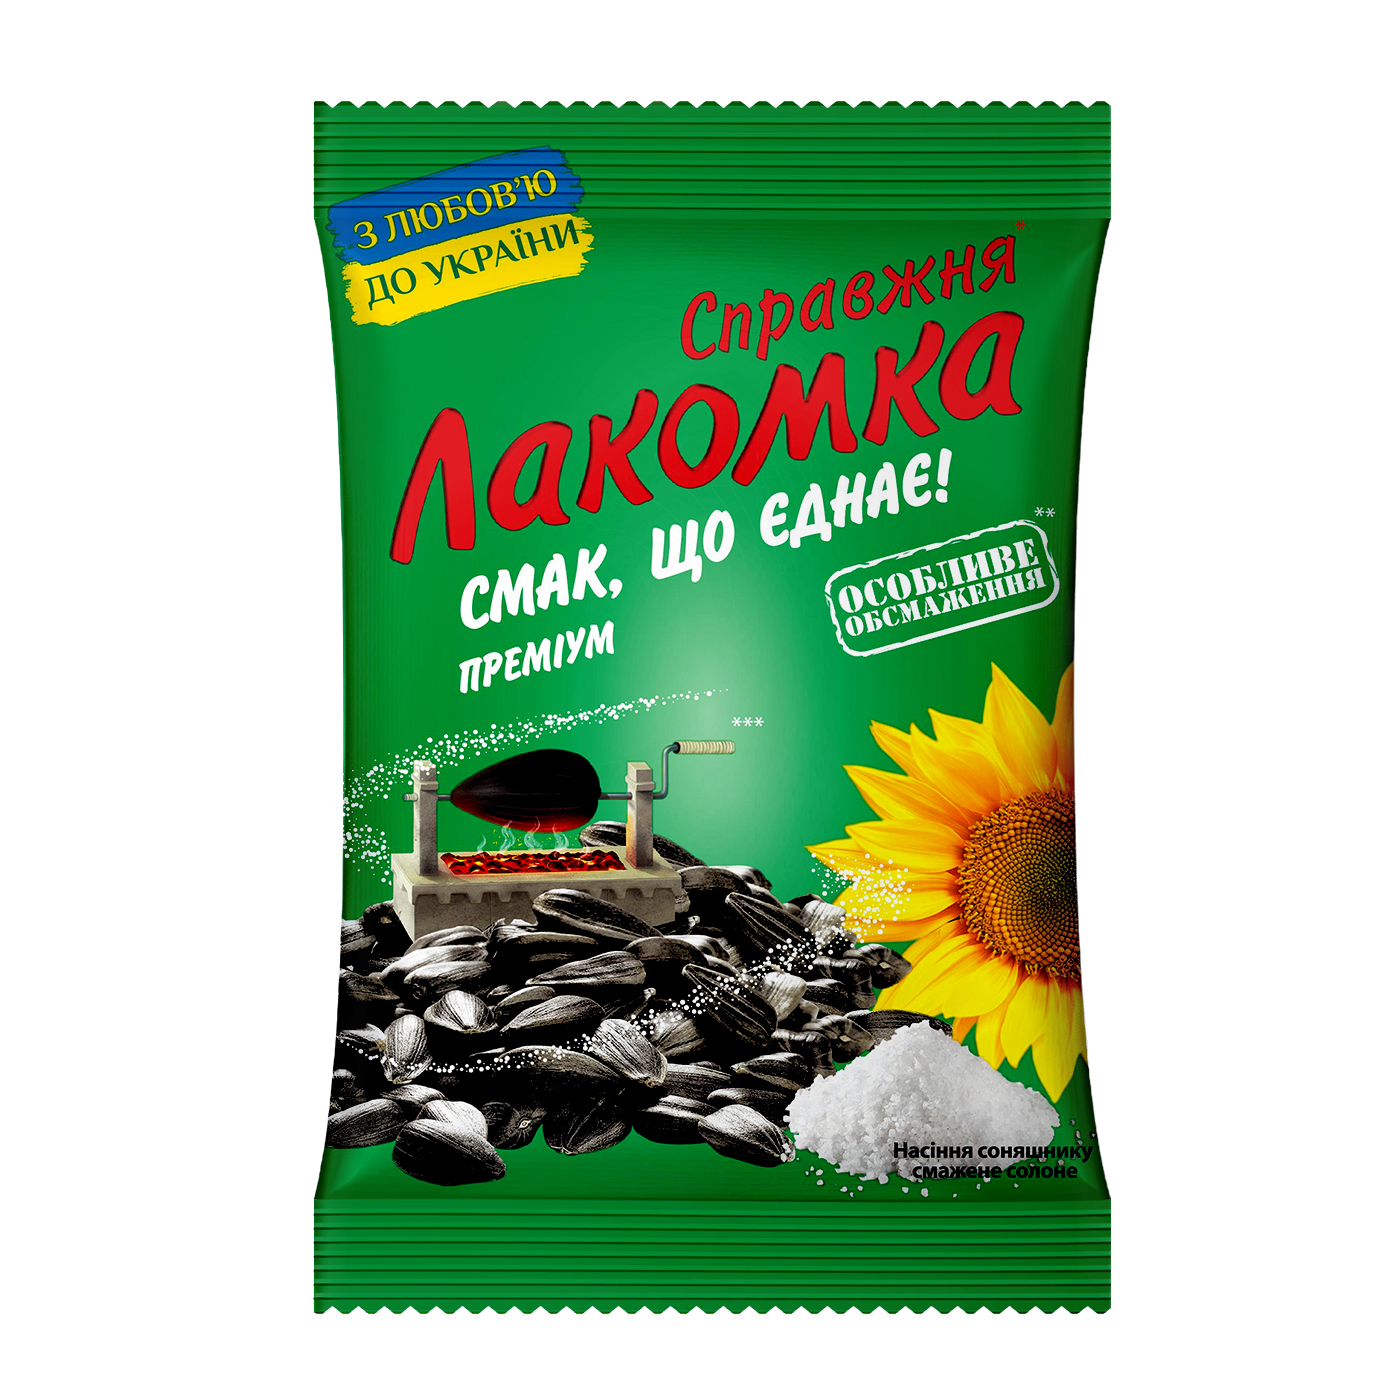 З ЛЮБОВ'Ю
ДО УКРАЇНИ
Справжня*
Лакомка
СМАК, ЩО ЄДНАЄ!
ПРЕМІУМ
**
ОСОБЛИВЕ
ОБСМАЖЕННЯ
***
Насіння соняшнику
смажене солоне